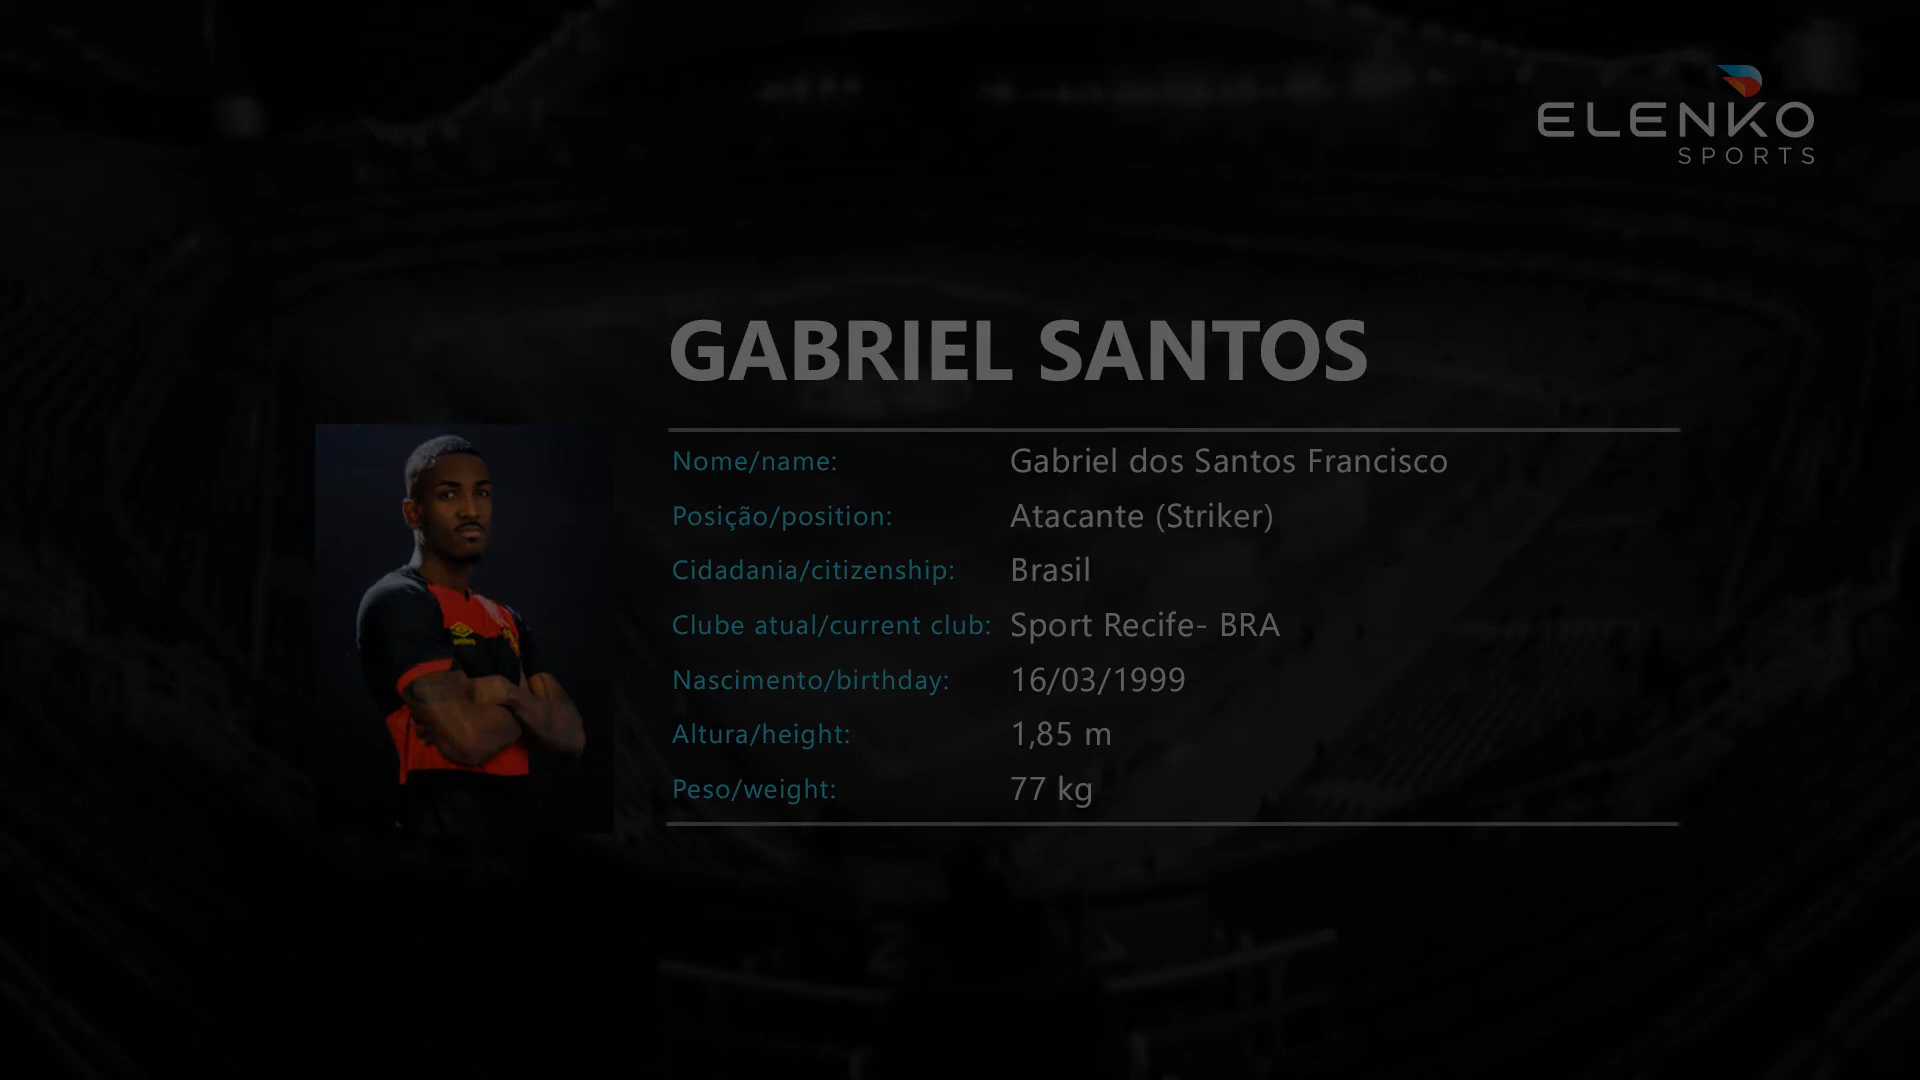 ELENKO
SPORTS
GABRIEL SANTOS
Nome/name: Gabriel dos Santos Francisco
Posição/position: Atacante (Striker)
Cidadania/citizenship: Brasil
Clube atual/current club: Sport Recife- BRA
Nascimento/birthday: 16/03/1999
Altura/height: 1,85 m
Peso/weight: 77 kg